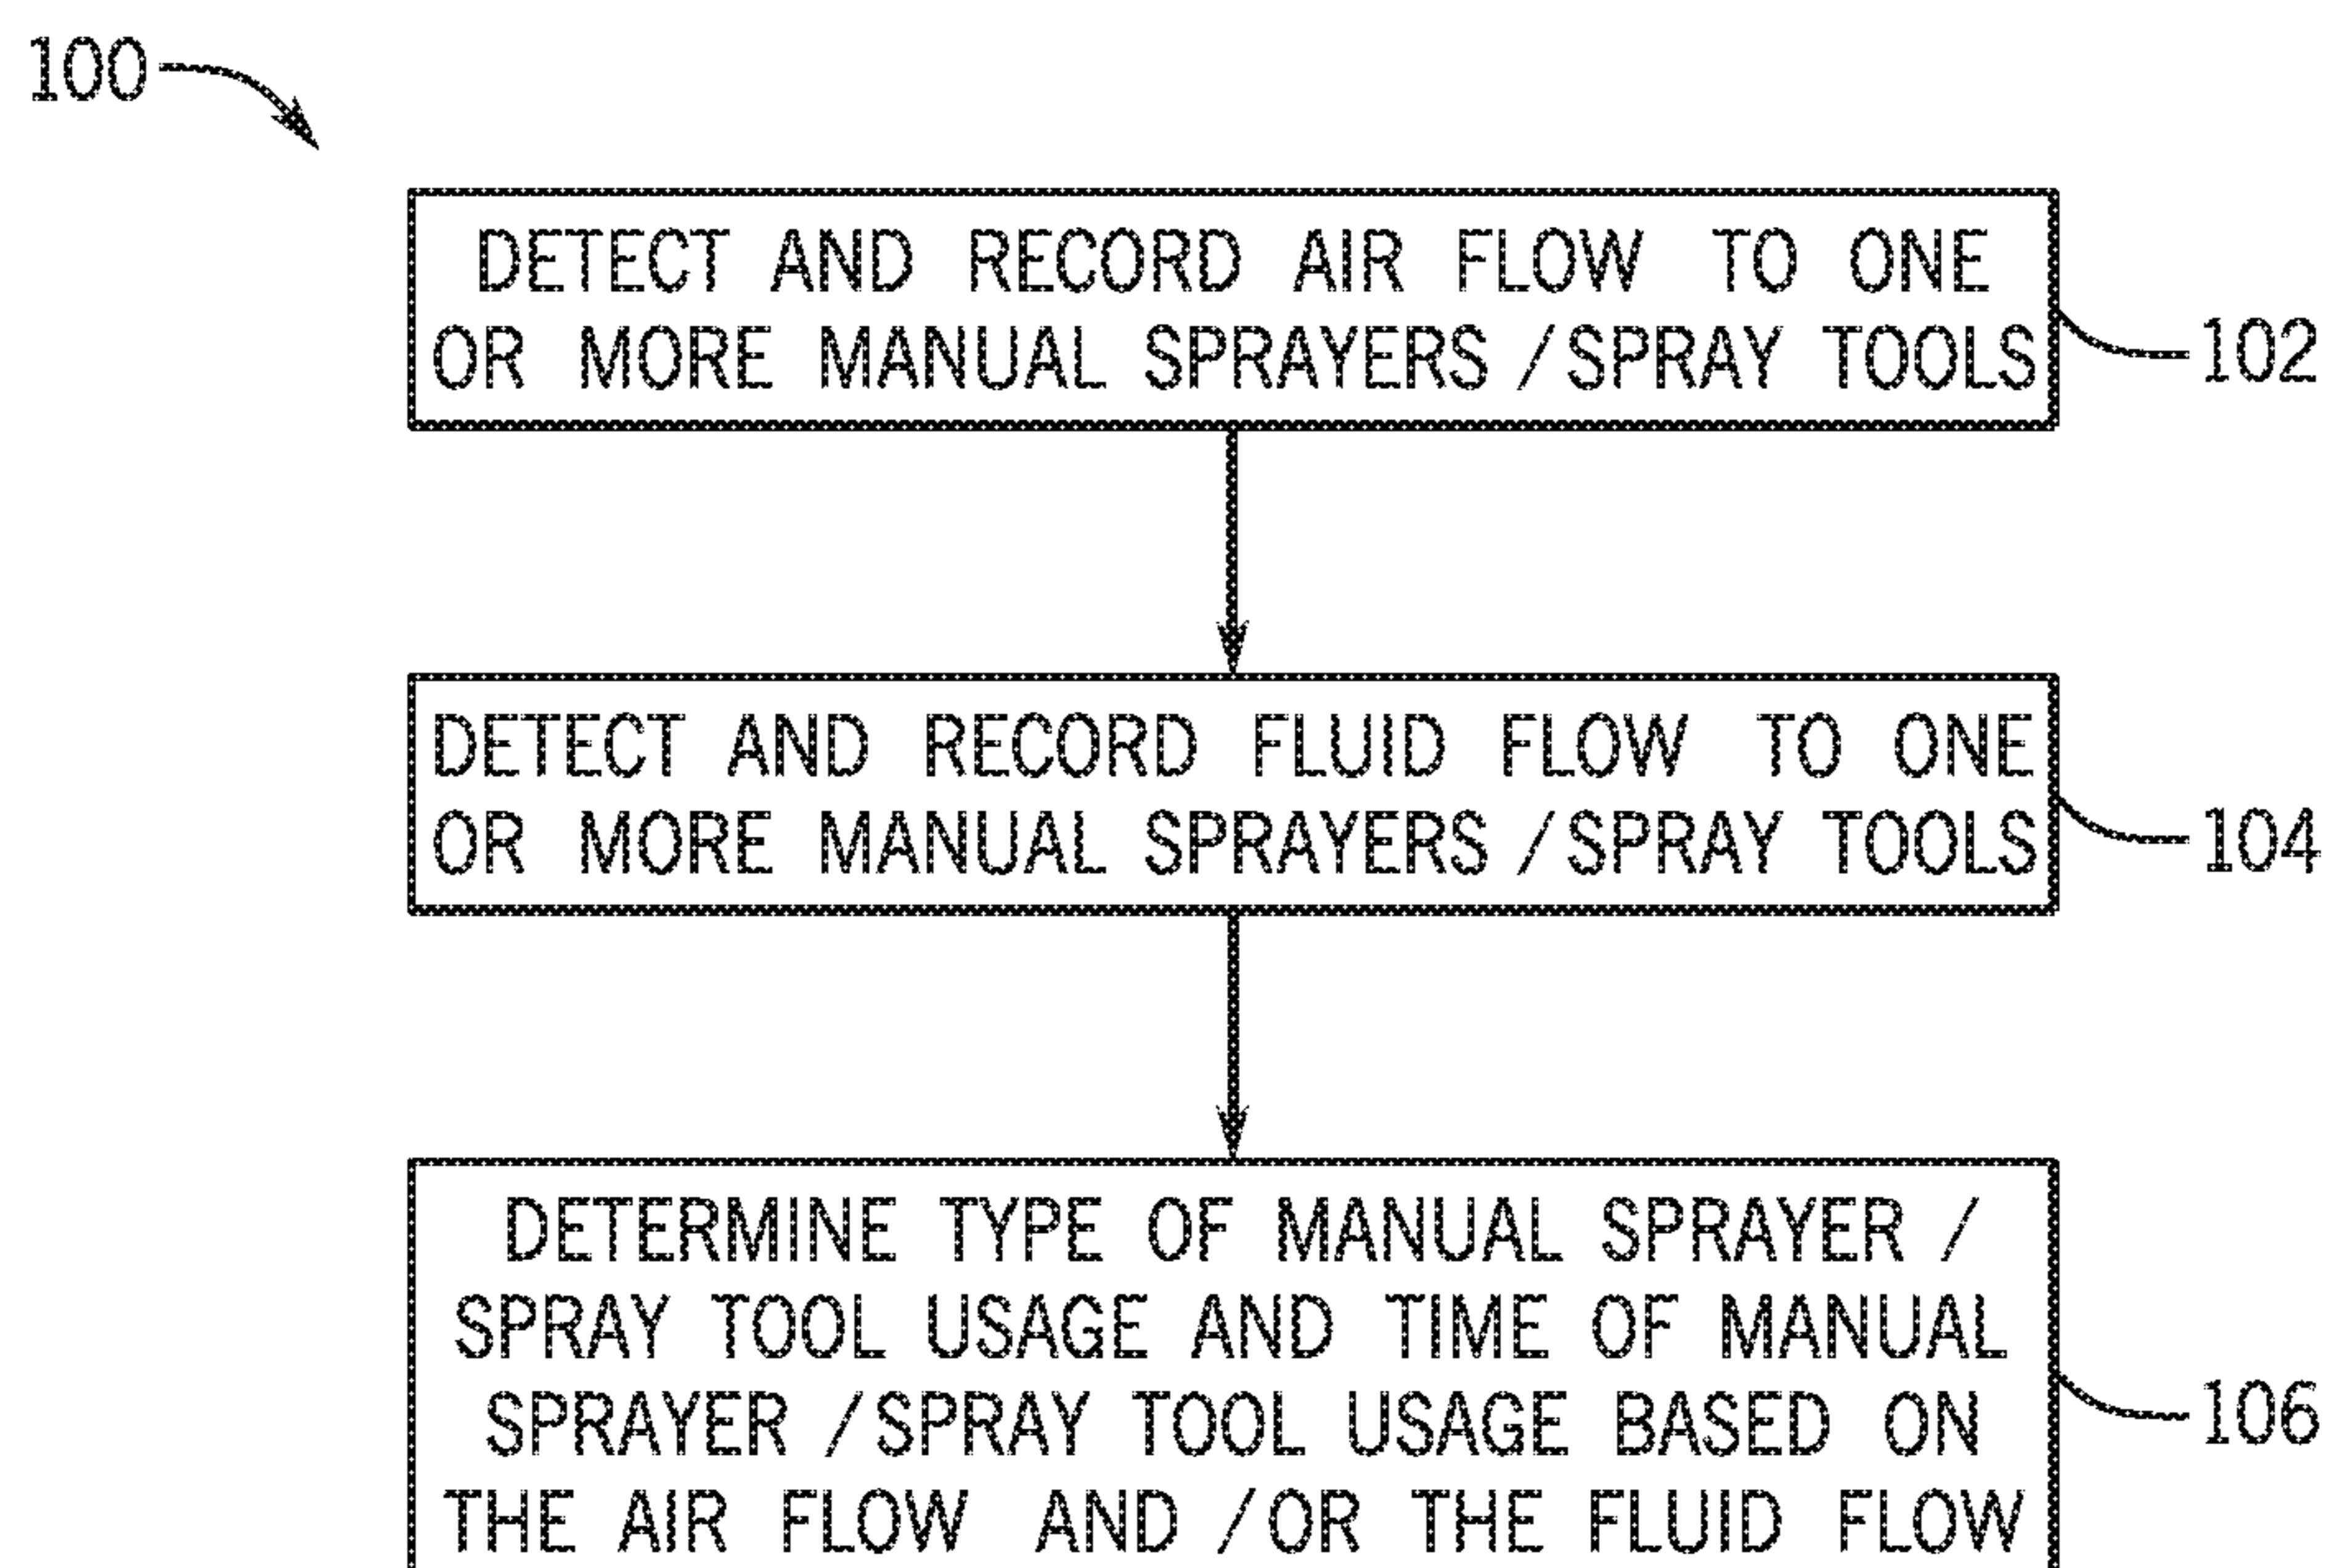 100
DETECT AND RECORD AIR FLOW TO ONE
OR MORE MANUAL SPRAYERS /SPRAY TOOLS
102
DETECT AND RECORD FLUID FLOW TO ONE
OR MORE MANUAL SPRAYERS /SPRAY TOOLS
104
DETERMINE TYPE OF MANUAL SPRAYER /
SPRAY TOOL USAGE AND TIME OF MANUAL
SPRAYER /SPRAY TOOL USAGE BASED ON
THE AIR FLOW AND /OR THE FLUID FLOW
106